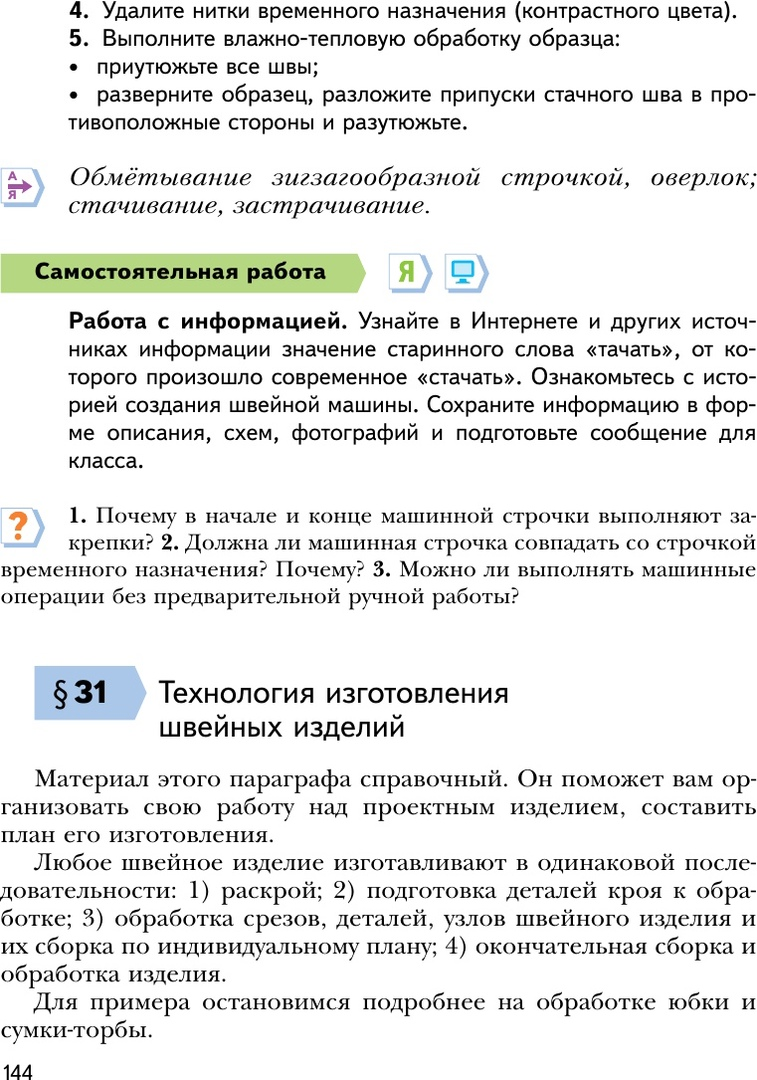 4. Удалите нитки временного назначения (контрастного цвета).
5. Выполните влажно-тепловую обработку образца:
• приутюжьте все швы;
• разверните образец, разложите припуски стачного шва в про-
тивоположные стороны и разутюжьте.
А
Я
Обмётывание зигзагообразной строчкой, оверлок;
стачивание, застрачивание.
Самостоятельная работа Я
Работа с информацией. Узнайте в Интернете и других источ-
никах информации значение старинного слова «тачать», от ко-
торого произошло современное «стачать». Ознакомьтесь с исто-
рией создания швейной машины. Сохраните информацию в фор-
ме описания, схем, фотографий и подготовьте сообщение для
класса.
? 1. Почему в начале и конце машинной строчки выполняют за-
крепки? 2. Должна ли машинная строчка совпадать со строчкой
временного назначения? Почему? 3. Можно ли выполнять машинные
операции без предварительной ручной работы?
§ 31 Технология изготовления
швейных изделий
Материал этого параграфа справочный. Он поможет вам ор-
ганизовать свою работу над проектным изделием, составить
план его изготовления.
Любое швейное изделие изготавливают в одинаковой после-
довательности: 1) раскрой; 2) подготовка деталей кроя к обра-
ботке; 3) обработка срезов, деталей, узлов швейного изделия и
их сборка по индивидуальному плану; 4) окончательная сборка и
обработка изделия.
Для примера остановимся подробнее на обработке юбки и
сумки-торбы.
144